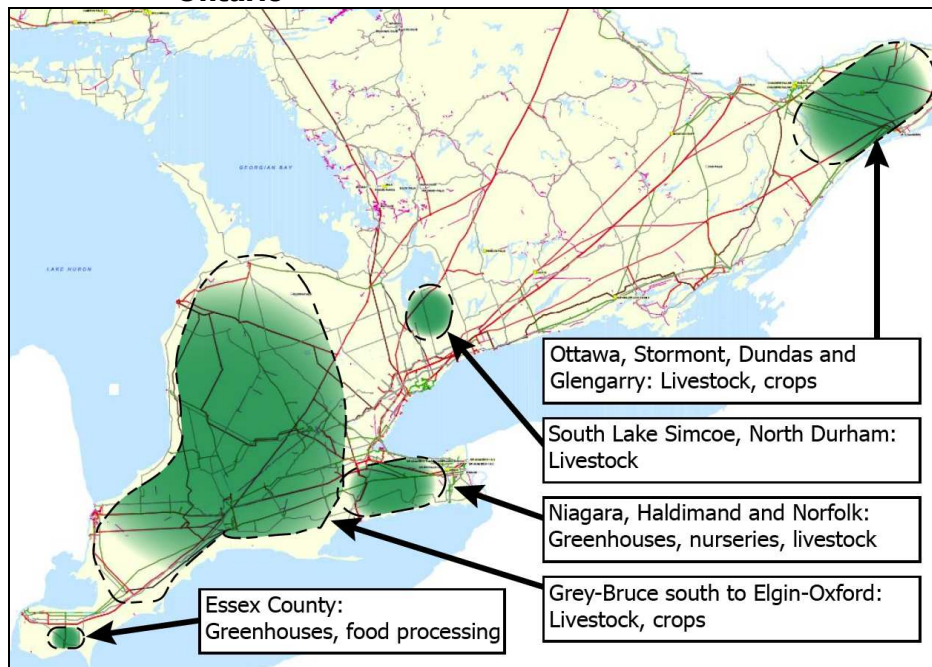 Ontario
GEORGIAN BAY
LAKE HURON
Ottawa, Stormont, Dundas and
Glengarry: Livestock, crops
South Lake Simcoe, North Durham:
Livestock
Niagara, Haldimand and Norfolk:
Greenhouses, nurseries, livestock
Grey-Bruce south to Elgin-Oxford:
Livestock, crops
Essex County:
Greenhouses, food processing